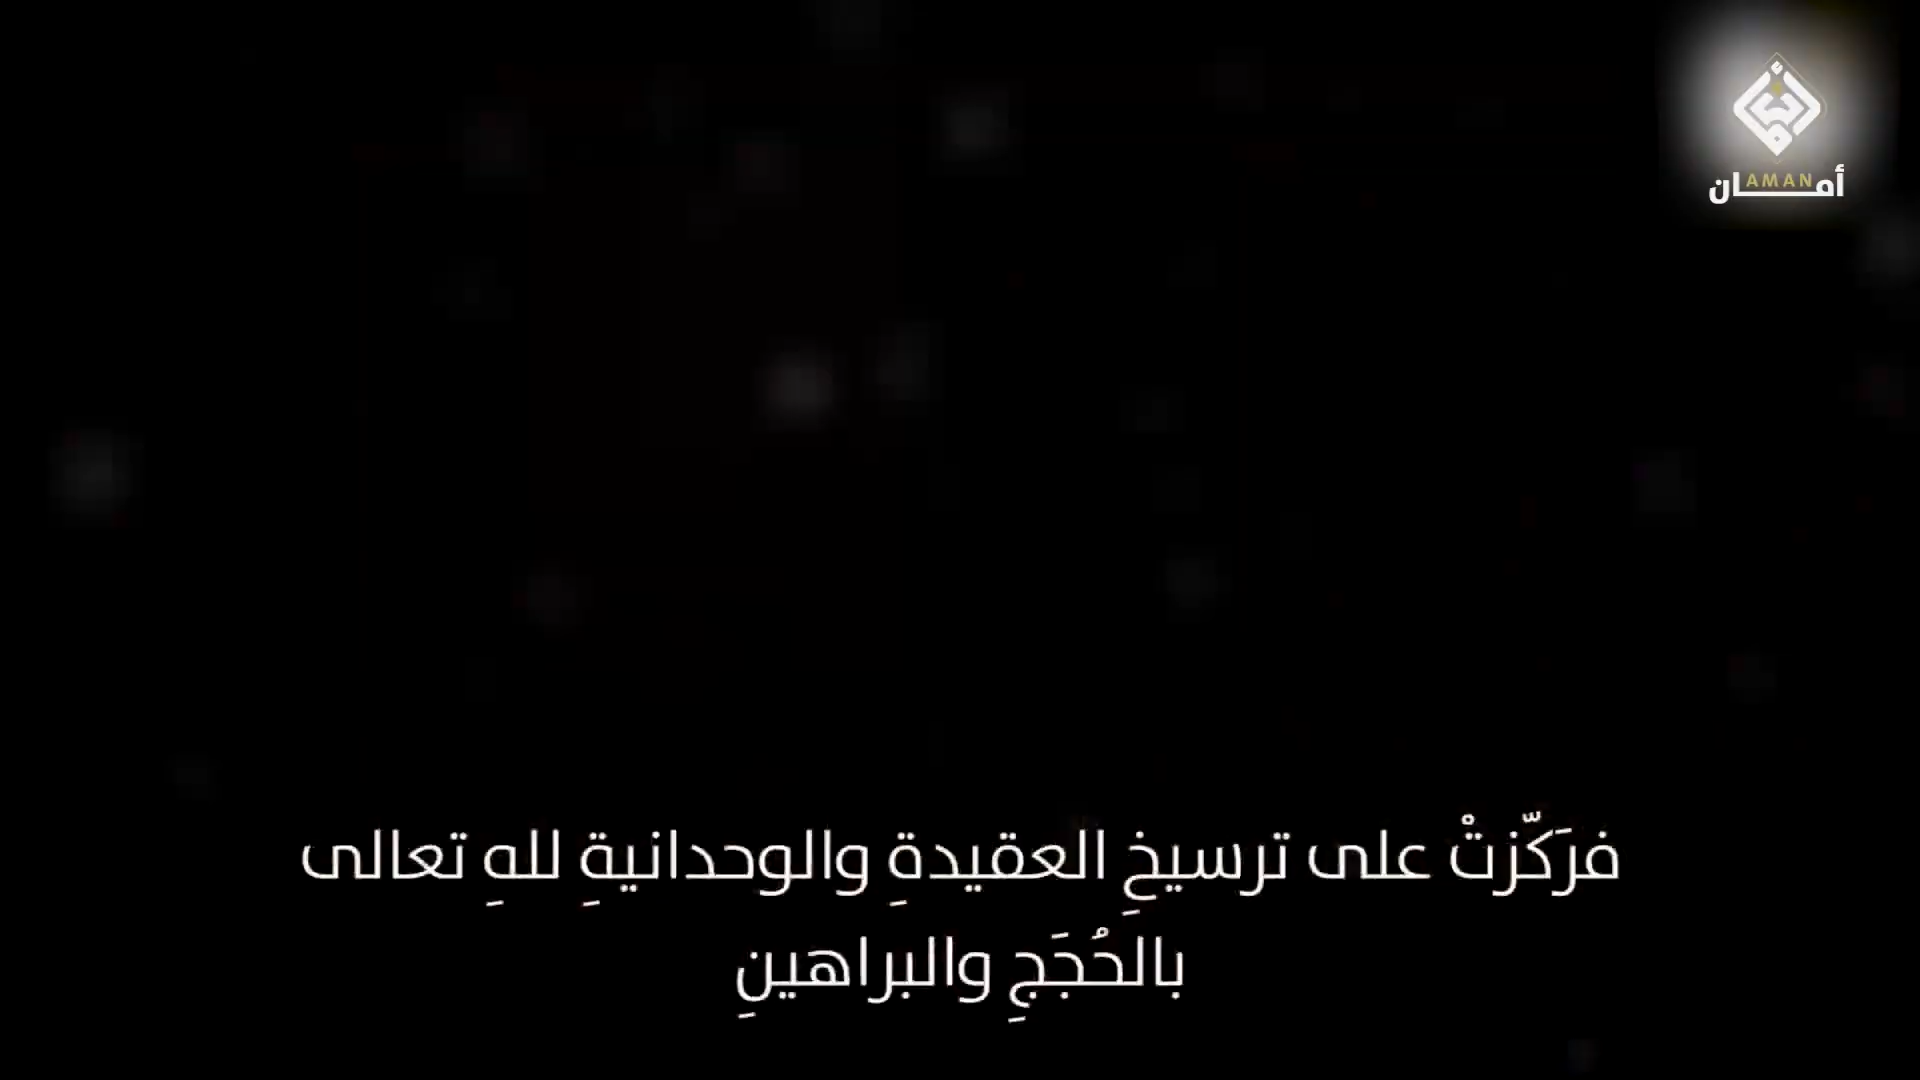 أمان
AMAN
فرَكّزتْ على ترسيخِ العقيدةِ والوحدانيةِ للهِ تعالى
بالحُجَجِ والبراهينِ